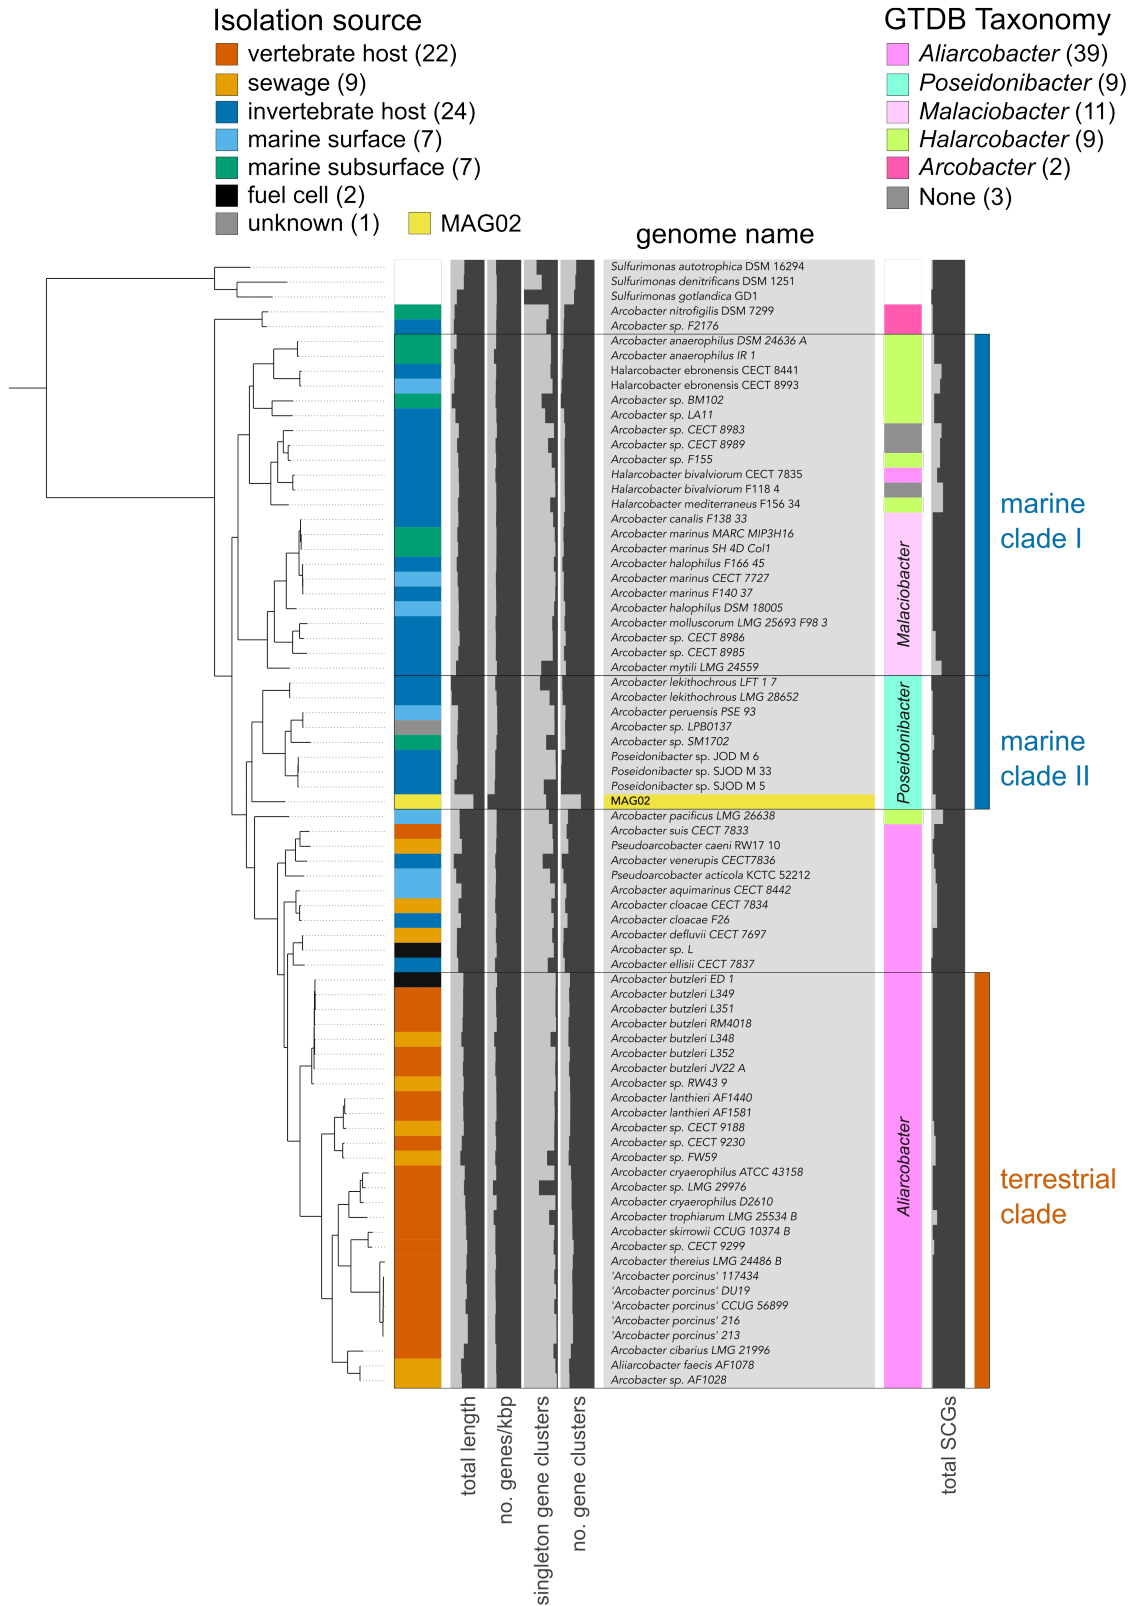 Isolation source
vertebrate host (22)
sewage (9)
invertebrate host (24)
marine surface (7)
marine subsurface (7)
fuel cell (2)
unknown (1)
MAG02
GTDB Taxonomy
Aliarcobacter (39)
Poseidonibacter (9)
Malaciobacter (11)
Halarcobacter (9)
Arcobacter (2)
None (3)
genome name
Sulfurimonas autotrophica DSM 16294
Sulfurimonas denitrificans DSM 1251
Sulfurimonas gotlandica GD1
Arcobacter nitrofigilis DSM 7299
Arcobacter sp. F2176
Arcobacter anaerophilus DSM 24636 A
Arcobacter anaerophilus IR 1
Halarcobacter ebronensis CECT 8441
Halarcobacter ebronensis CECT 8993
Arcobacter sp. BM102
Arcobacter sp. LA11
Arcobacter sp. CECT 8983
Arcobacter sp. CECT 8989
Arcobacter sp. F155
Halarcobacter bivalviorum CECT 7835
Halarcobacter bivalviorum F118 4
Halarcobacter mediterraneus F156 34
Arcobacter canalis F138 33
Arcobacter marinus MARC MIP3H16
Arcobacter marinus SH 4D Col1
Arcobacter halophilus F166 45
Arcobacter marinus CECT 7727
Arcobacter marinus F140 37
Arcobacter halophilus DSM 18005
Arcobacter molluscorum LMG 25693 F98 3
Arcobacter sp. CECT 8986
Arcobacter sp. CECT 8985
Arcobacter mytili LMG 24559
Arcobacter lekithochrous LFT 1 7
Arcobacter lekithochrous LMG 28652
Arcobacter peruensis PSE 93
Arcobacter sp. LPB0137
Arcobacter sp. SM1702
Poseidonibacter sp. JOD M 6
Poseidonibacter sp. SJOD M 33
Poseidonibacter sp. SJOD M 5
MAG02
Arcobacter pacificus LMG 26638
Arcobacter suis CECT 7833
Pseudoarcobacter caeni RW17 10
Arcobacter venerupis CECT7836
Pseudoarcobacter acticola KCTC 52212
Arcobacter aquimarinus CECT 8442
Arcobacter cloacae CECT 7834
Arcobacter cloacae F26
Arcobacter defluvii CECT 7697
Arcobacter sp. L
Arcobacter ellisii CECT 7837
Arcobacter butzleri ED 1
Arcobacter butzleri L349
Arcobacter butzleri L351
Arcobacter butzleri RM4018
Arcobacter butzleri L348
Arcobacter butzleri L352
Arcobacter butzleri JV22 A
Arcobacter sp. RW43 9
Arcobacter lanthieri AF1440
Arcobacter lanthieri AF1581
Arcobacter sp. CECT 9188
Arcobacter sp. CECT 9230
Arcobacter sp. FW59
Arcobacter cryaerophilus ATCC 43158
Arcobacter sp. LMG 29976
Arcobacter cryaerophilus D2610
Arcobacter trophiarum LMG 25534 B
Arcobacter skirrowii CCUG 10374 B
Arcobacter sp. CECT 9299
Arcobacter thereius LMG 24486 B
'Arcobacter porcinus' 117434
'Arcobacter porcinus' DU19
'Arcobacter porcinus' CCUG 56899
'Arcobacter porcinus' 216
'Arcobacter porcinus' 213
Arcobacter cibarius LMG 21996
Aliiarcobacter faecis AF1078
Arcobacter sp. AF1028
Malaciobacter
Poseidonibacter
Aliarcobacter
marine
clade I
marine
clade II
terrestrial
clade
total length
no. genes/kbp
singleton gene clusters
no. gene clusters
total SCGs